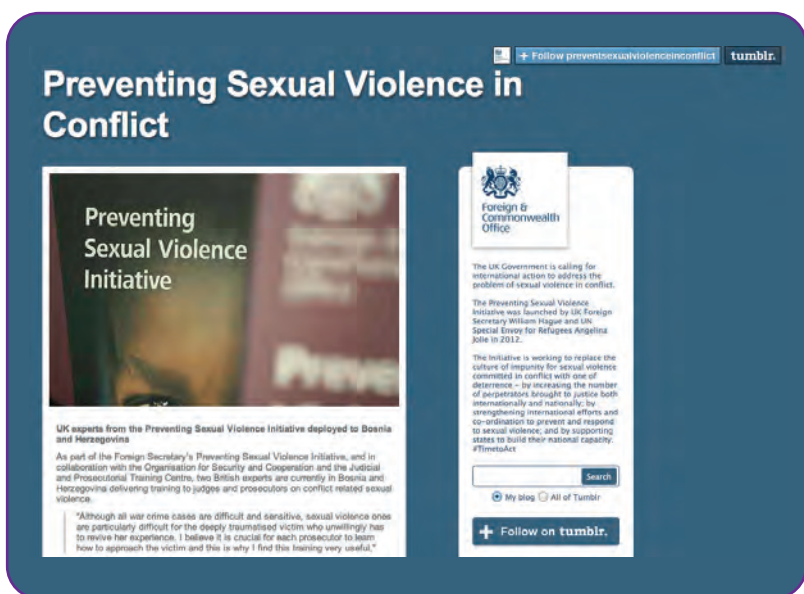 + Follow preventsexualviolenceinconflict
tumblr.
Preventing Sexual Violence in
Conflict
Preventing
Sexual Violence
Initiative
Preve
UK experts from the Preventing Sexual Violence Initiative deployed to Bosnia
and Herzegovina
As part of the Foreign Secretary's Preventing Sexual Violence Initiative, and in
collaboration with the Organisation for Security and Cooperation and the Judicial
and Prosecutorial Training Centre, two British experts are currently in Bosnia and
Herzegovina delivering training to judges and prosecutors on conflict related sexual
violence.
"Although all war crime cases are difficult and sensitive, sexual violence ones
are particularly difficult for the deeply traumatised victim who unwillingly has
to revive her experience. I believe it is crucial for each prosecutor to learn
how to approach the victim and this is why I find this training very useful,"
Foreign &
Commonwealth
Office
The UK Government is calling for
international action to address the
problem of sexual violence in conflict.
The Preventing Sexual Violence
Initiative was launched by UK Foreign
Secretary William Hague and UN
Special Envoy for Refugees Angelina
Jolie in 2012.
The Initiative is working to replace the
culture of impunity for sexual violence
committed in conflict with one of
deterrence – by increasing the number
of perpetrators brought to justice both
internationally and nationally; by
strengthening international efforts and
co-ordination to prevent and respond
to sexual violence; and by supporting
states to build their national capacity.
#TimetoAct
Search
My blog All of Tumblr
+ Follow on tumblr.